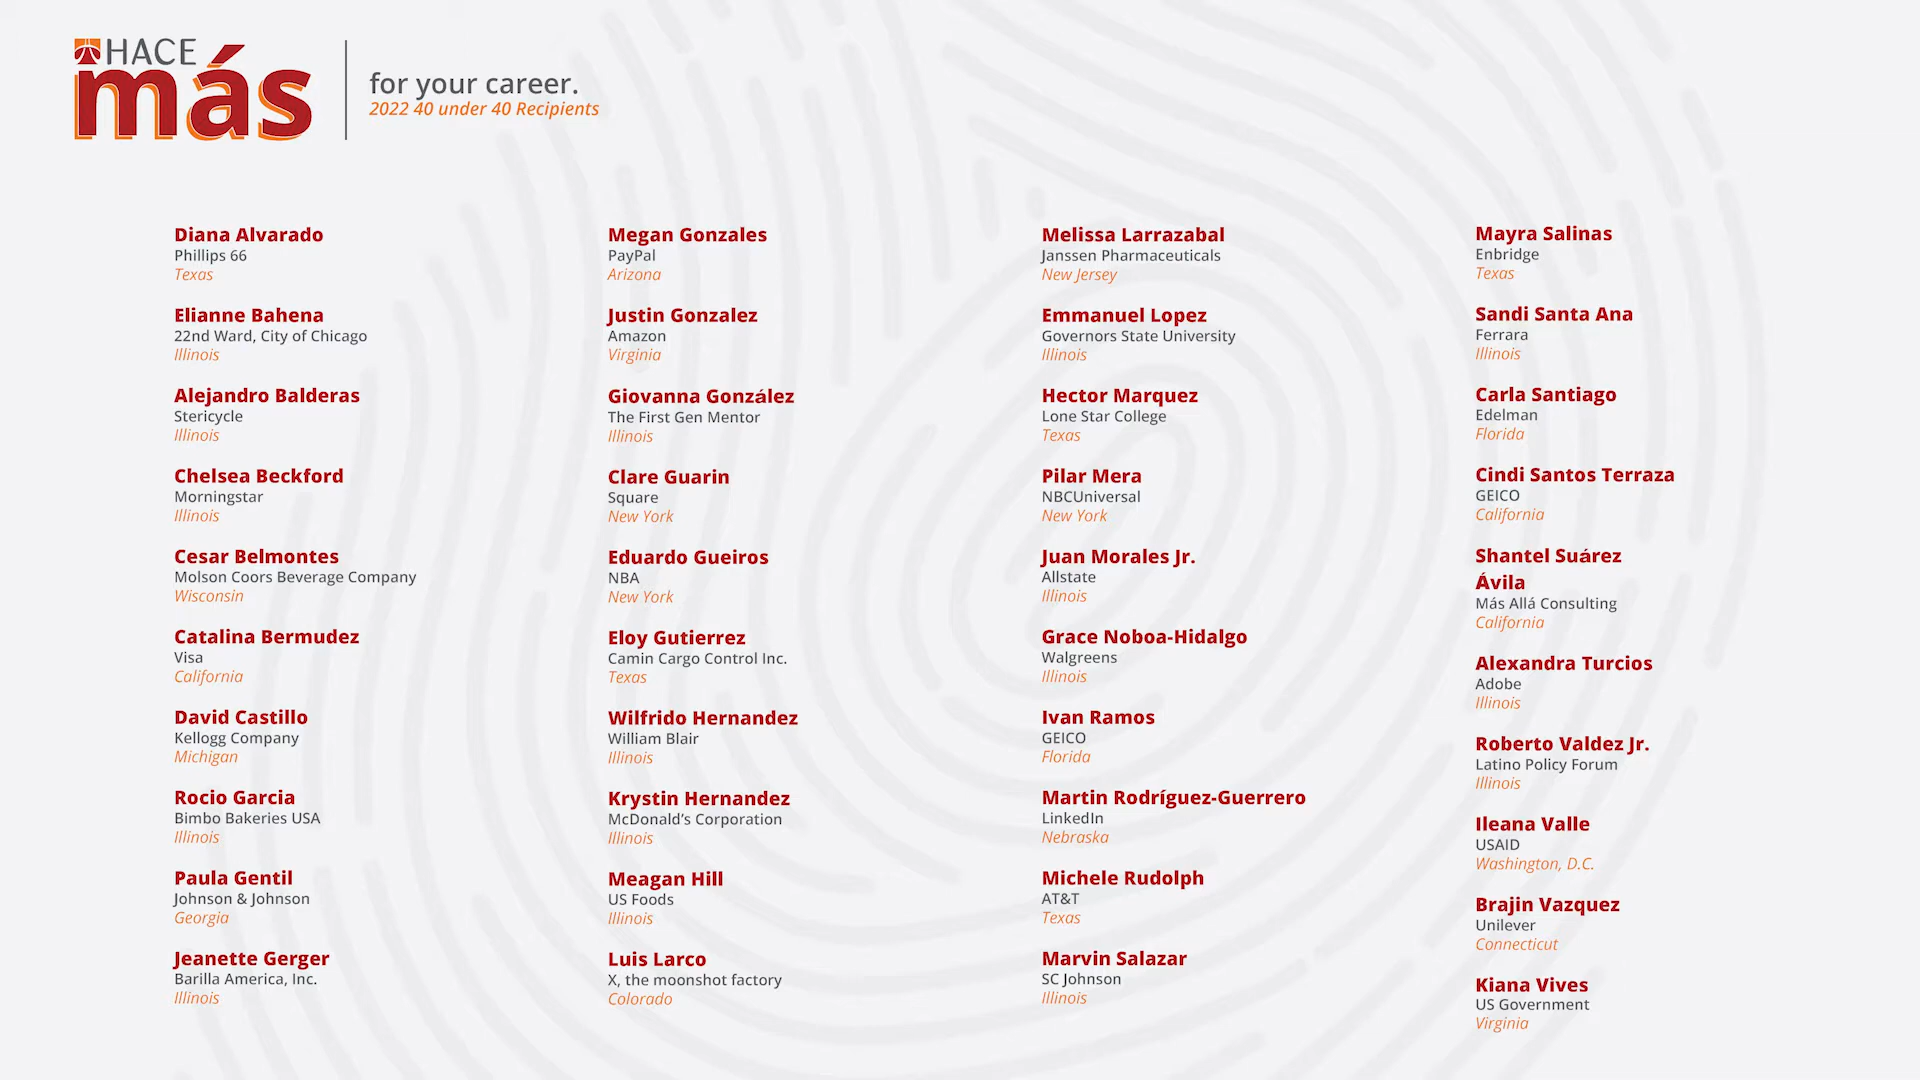 HACE
más
for your career.
2022 40 under 40 Recipients
Diana Alvarado
Phillips 66
Texas
Elianne Bahena
22nd Ward, City of Chicago
Illinois
Alejandro Balderas
Stericycle
Illinois
Chelsea Beckford
Morningstar
Illinois
Cesar Belmontes
Molson Coors Beverage Company
Wisconsin
Catalina Bermudez
Visa
California
David Castillo
Kellogg Company
Michigan
Rocio Garcia
Bimbo Bakeries USA
Illinois
Paula Gentil
Johnson & Johnson
Georgia
Jeanette Gerger
Barilla America, Inc.
Illinois
Megan Gonzales
PayPal
Arizona
Justin Gonzalez
Amazon
Virginia
Giovanna González
The First Gen Mentor
Illinois
Clare Guarin
Square
New York
Eduardo Gueiros
NBA
New York
Eloy Gutierrez
Camin Cargo Control Inc.
Texas
Wilfrido Hernandez
William Blair
Illinois
Krystin Hernandez
McDonald's Corporation
Illinois
Meagan Hill
US Foods
Illinois
Luis Larco
X, the moonshot factory
Colorado
Melissa Larrazabal
Janssen Pharmaceuticals
New Jersey
Emmanuel Lopez
Governors State University
Illinois
Hector Marquez
Lone Star College
Texas
Pilar Mera
NBCUniversal
New York
Juan Morales Jr.
Allstate
Illinois
Grace Noboa-Hidalgo
Walgreens
Illinois
Ivan Ramos
GEICO
Florida
Martin Rodríguez-Guerrero
LinkedIn
Nebraska
Michele Rudolph
AT&T
Texas
Marvin Salazar
SC Johnson
Illinois
Mayra Salinas
Enbridge
Texas
Sandi Santa Ana
Ferrara
Illinois
Carla Santiago
Edelman
Florida
Cindi Santos Terraza
GEICO
California
Shantel Suárez
Ávila
Más Allá Consulting
California
Alexandra Turcios
Adobe
Illinois
Roberto Valdez Jr.
Latino Policy Forum
Illinois
Ileana Valle
USAID
Washington, D.C.
Brajin Vazquez
Unilever
Connecticut
Kiana Vives
US Government
Virginia